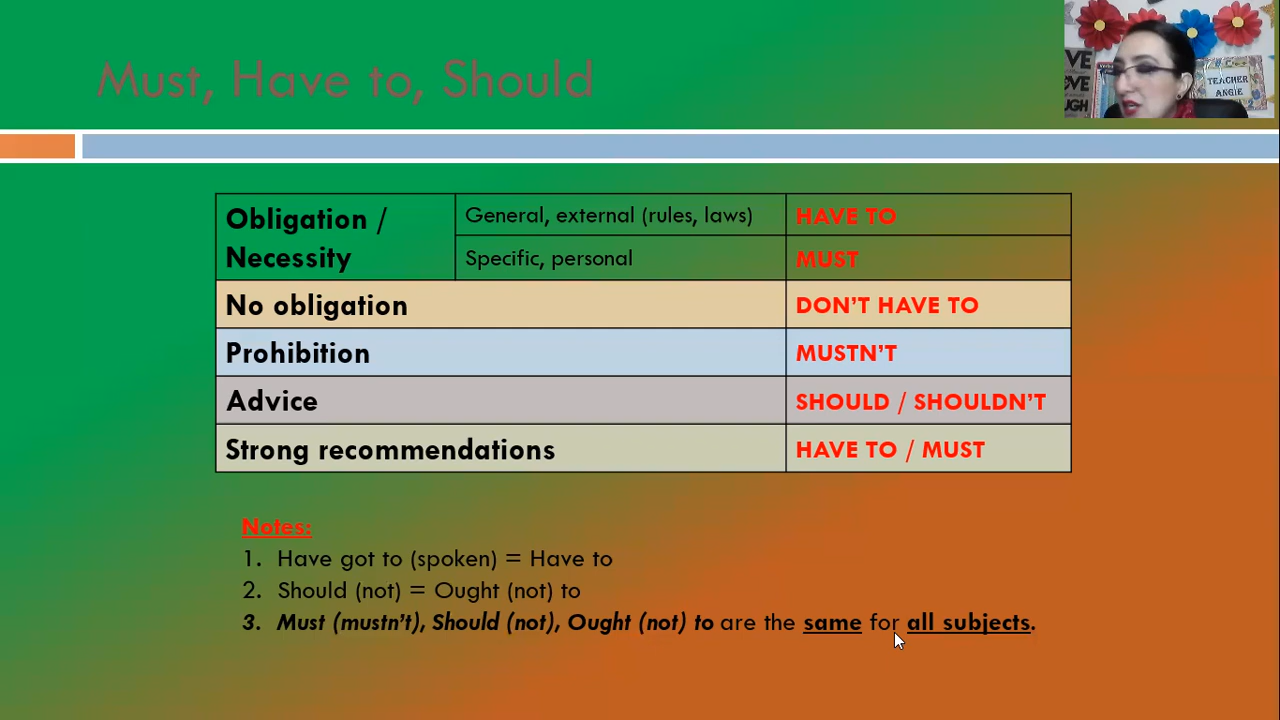 Must, Have to, Should
VE
VE
UGH
TEACHER
ANGIE
Obligation / Necessity
General, external (rules, laws)
HAVE TO
Specific, personal
MUST
No obligation
DON'T HAVE TO
Prohibition
MUSTN'T
Advice
SHOULD / SHOULDN'T
Strong recommendations
HAVE TO / MUST
Notes:
1. Have got to (spoken) = Have to
2. Should (not) = Ought (not) to
3. Must (mustn't), Should (not), Ought (not) to are the same for all subjects.